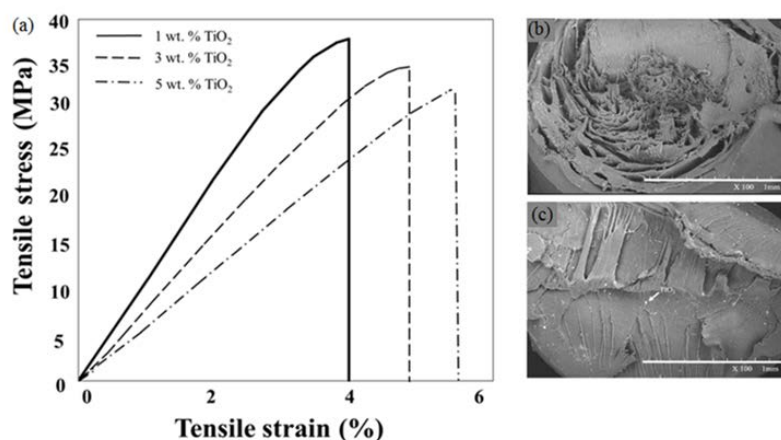 (a)
40
35
30
25
20
15
10
5
0
Tensile stress (MPa)
1 wt. % TiO₂
3 wt. % TiO₂
5 wt. % TiO₂
0 2 4 6
Tensile strain (%)
(b)
X 100 1mm
(c)
X 100 1mm